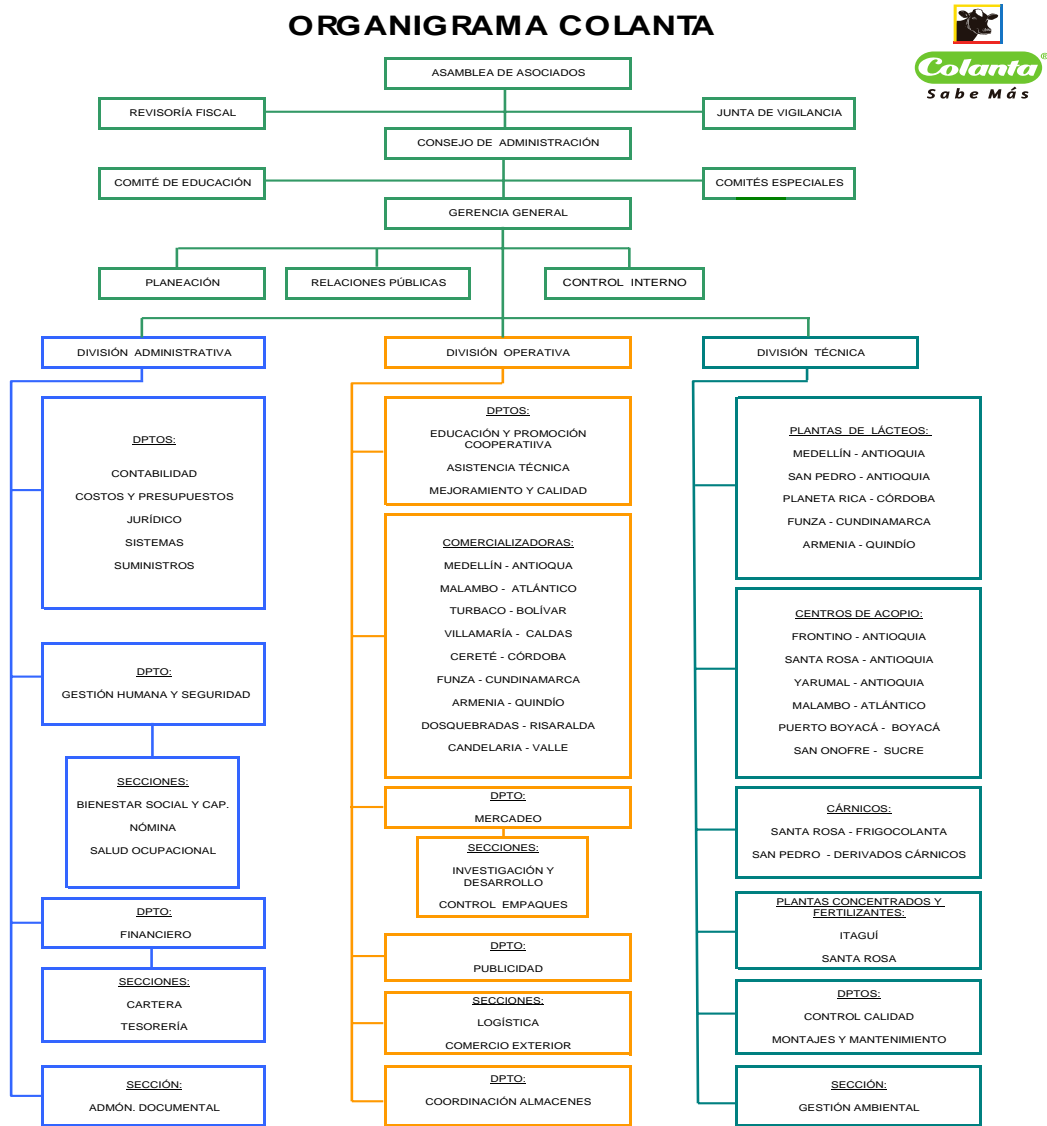 ORGANIGRAMA COLANTA
Colanta®
Sabe Más
ASAMBLEA DE ASOCIADOS
REVISORÍA FISCAL
JUNTA DE VIGILANCIA
CONSEJO DE ADMINISTRACIÓN
COMITÉ DE EDUCACIÓN
COMITÉS ESPECIALES
GERENCIA GENERAL
PLANEACIÓN
RELACIONES PÚBLICAS
CONTROL INTERNO
DIVISIÓN ADMINISTRATIVA
DPTOS:
CONTABILIDAD
COSTOS Y PRESUPUESTOS
JURÍDICO
SISTEMAS
SUMINISTROS
DPTO:
GESTIÓN HUMANA Y SEGURIDAD
SECCIONES:
BIENESTAR SOCIAL Y CAP.
NÓMINA
SALUD OCUPACIONAL
DPTO:
FINANCIERO
SECCIONES:
CARTERA
TESORERÍA
SECCIÓN:
ADMÓN. DOCUMENTAL
DIVISIÓN OPERATIVA
DPTOS:
EDUCACIÓN Y PROMOCIÓN
COOPERATIIVA
ASISTENCIA TÉCNICA
MEJORAMIENTO Y CALIDAD
COMERCIALIZADORAS:
MEDELLÍN - ANTIOQUA
MALAMBO - ATLÁNTICO
TURBACO - BOLÍVAR
VILLAMARÍA - CALDAS
CERETÉ - CÓRDOBA
FUNZA - CUNDINAMARCA
ARMENIA - QUINDÍO
DOSQUEBRADAS - RISARALDA
CANDELARIA - VALLE
DPTO:
MERCADEO
SECCIONES:
INVESTIGACIÓN Y
DESARROLLO
CONTROL EMPAQUES
DPTO:
PUBLICIDAD
SECCIONES:
LOGÍSTICA
COMERCIO EXTERIOR
DPTO:
COORDINACIÓN ALMACENES
DIVISIÓN TÉCNICA
PLANTAS DE LÁCTEOS:
MEDELLÍN - ANTIOQUIA
SAN PEDRO - ANTIOQUIA
PLANETA RICA - CÓRDOBA
FUNZA - CUNDINAMARCA
ARMENIA - QUINDÍO
CENTROS DE ACOPIO:
FRONTINO - ANTIOQUIA
SANTA ROSA - ANTIOQUIA
YARUMAL - ANTIOQUIA
MALAMBO - ATLÁNTICO
PUERTO BOYACÁ - BOYACÁ
SAN ONOFRE - SUCRE
CÁRNICOS:
SANTA ROSA - FRIGOCOLANTA
SAN PEDRO - DERIVADOS CÁRNICOS
PLANTAS CONCENTRADOS Y
FERTILIZANTES:
ITAGUÍ
SANTA ROSA
DPTOS:
CONTROL CALIDAD
MONTAJES Y MANTENIMIENTO
SECCIÓN:
GESTIÓN AMBIENTAL